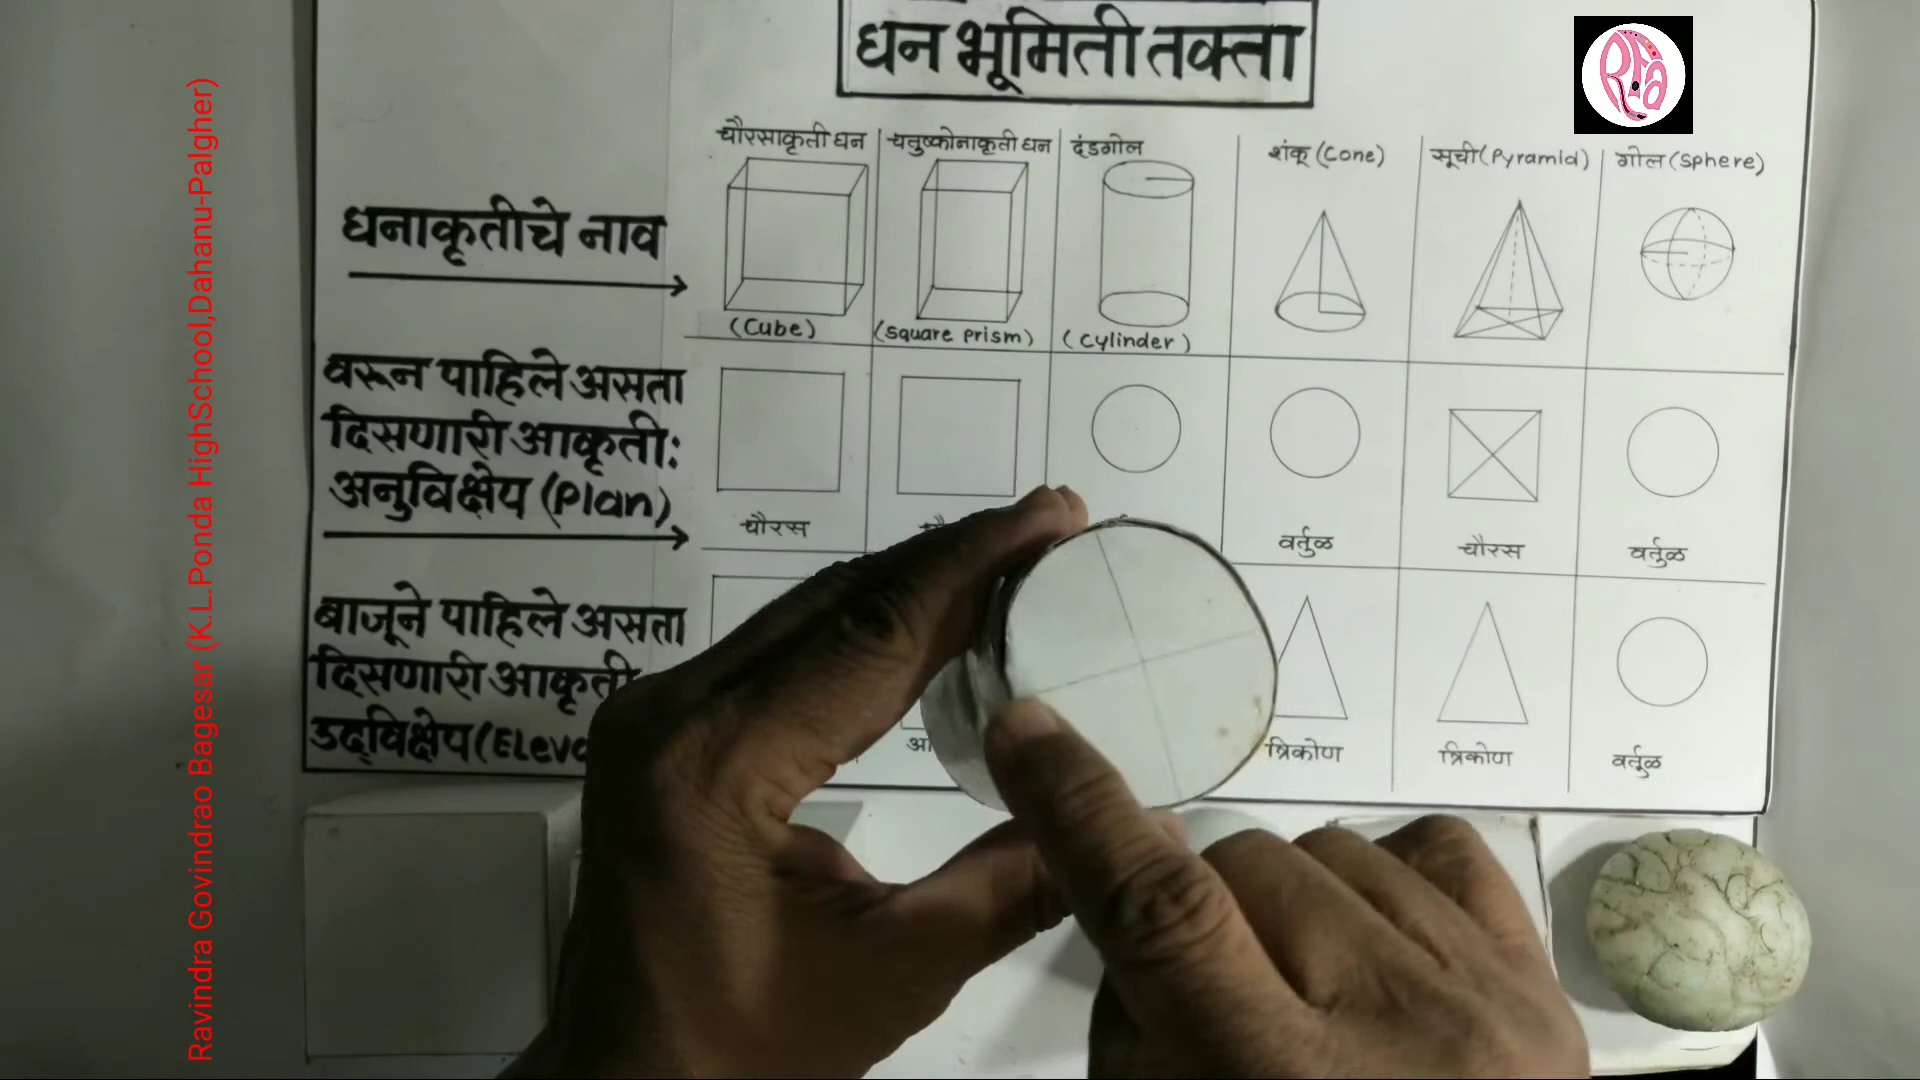 धन भूमिती तक्ता
चौरसाकृती धन
चतुष्कोनाकृती धन
दंडगोल
शंकू (Cone)
सूची (Pyramid)
गोल (Sphere)
धनाकृतीचे नाव
(Cube)
(square prism)
(cylinder)
वरून पाहिले असता
दिसणारी आकृती:
अनुविक्षेप (Plan)
चौरस
वर्तुळ
चौरस
वर्तुळ
बाजूने पाहिले असता
दिसणारी आकृती
उद्विक्षेप (Eleva
त्रिकोण
त्रिकोण
वर्तुळ
Ravindra Govindrao Bagesar (K.L.Ponda HighSchool,Dahanu-Palgher)